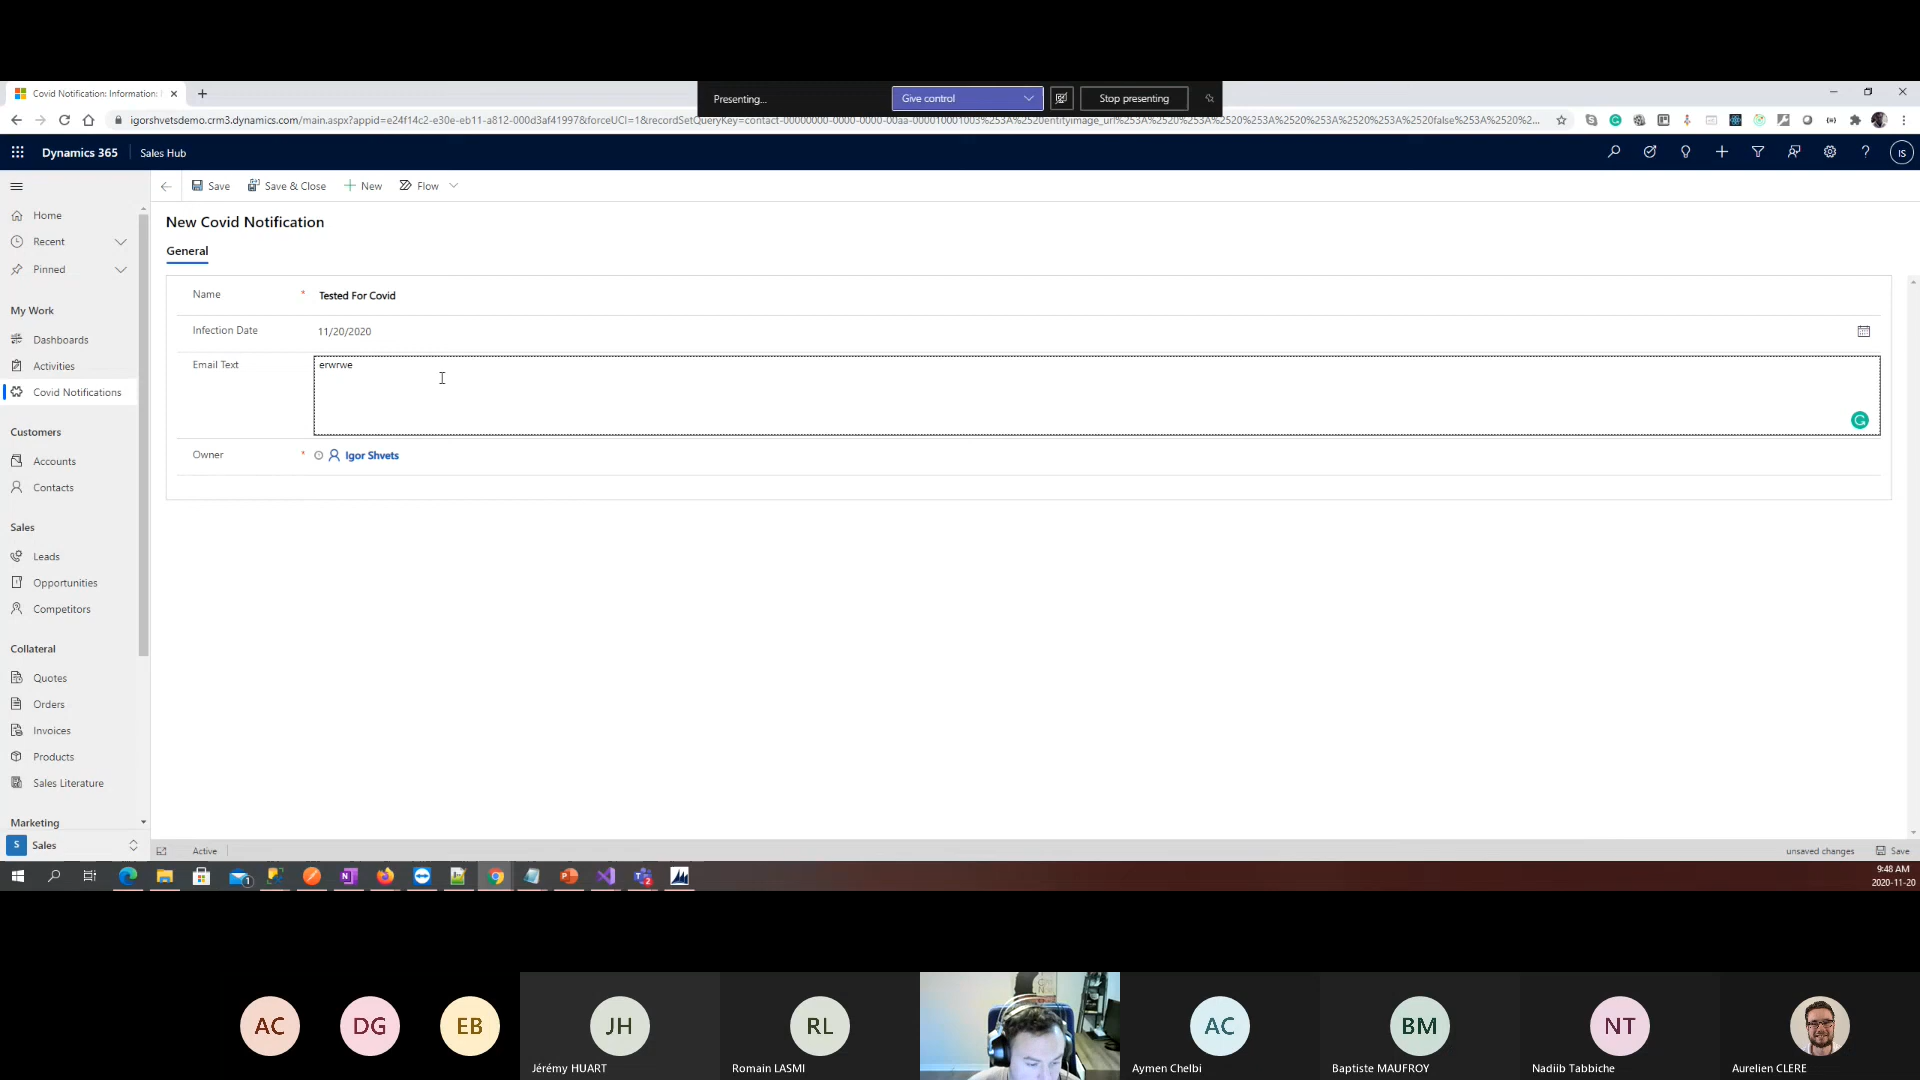 Covid Notification: Information:
Presenting...
Give control
Stop presenting
Dynamics 365
Sales Hub
IS
Save
Save & Close
New
Flow
New Covid Notification
General
Home
Recent
Pinned
My Work
Dashboards
Activities
Covid Notifications
Customers
Accounts
Contacts
Sales
Leads
Opportunities
Competitors
Collateral
Quotes
Orders
Invoices
Products
Sales Literature
Marketing
S Sales
Name * Tested For Covid
Infection Date 11/20/2020
Email Text erwrwe
Owner * Igor Shvets
Active
unsaved changes
Save
9:48 AM
2020-11-20
AC
DG
EB
JH
Jérémy HUART
RL
Romain LASMI
AC
Aymen Chelbi
BM
Baptiste MAUFROY
NT
Nadiib Tabbiche
Aurelien CLERE